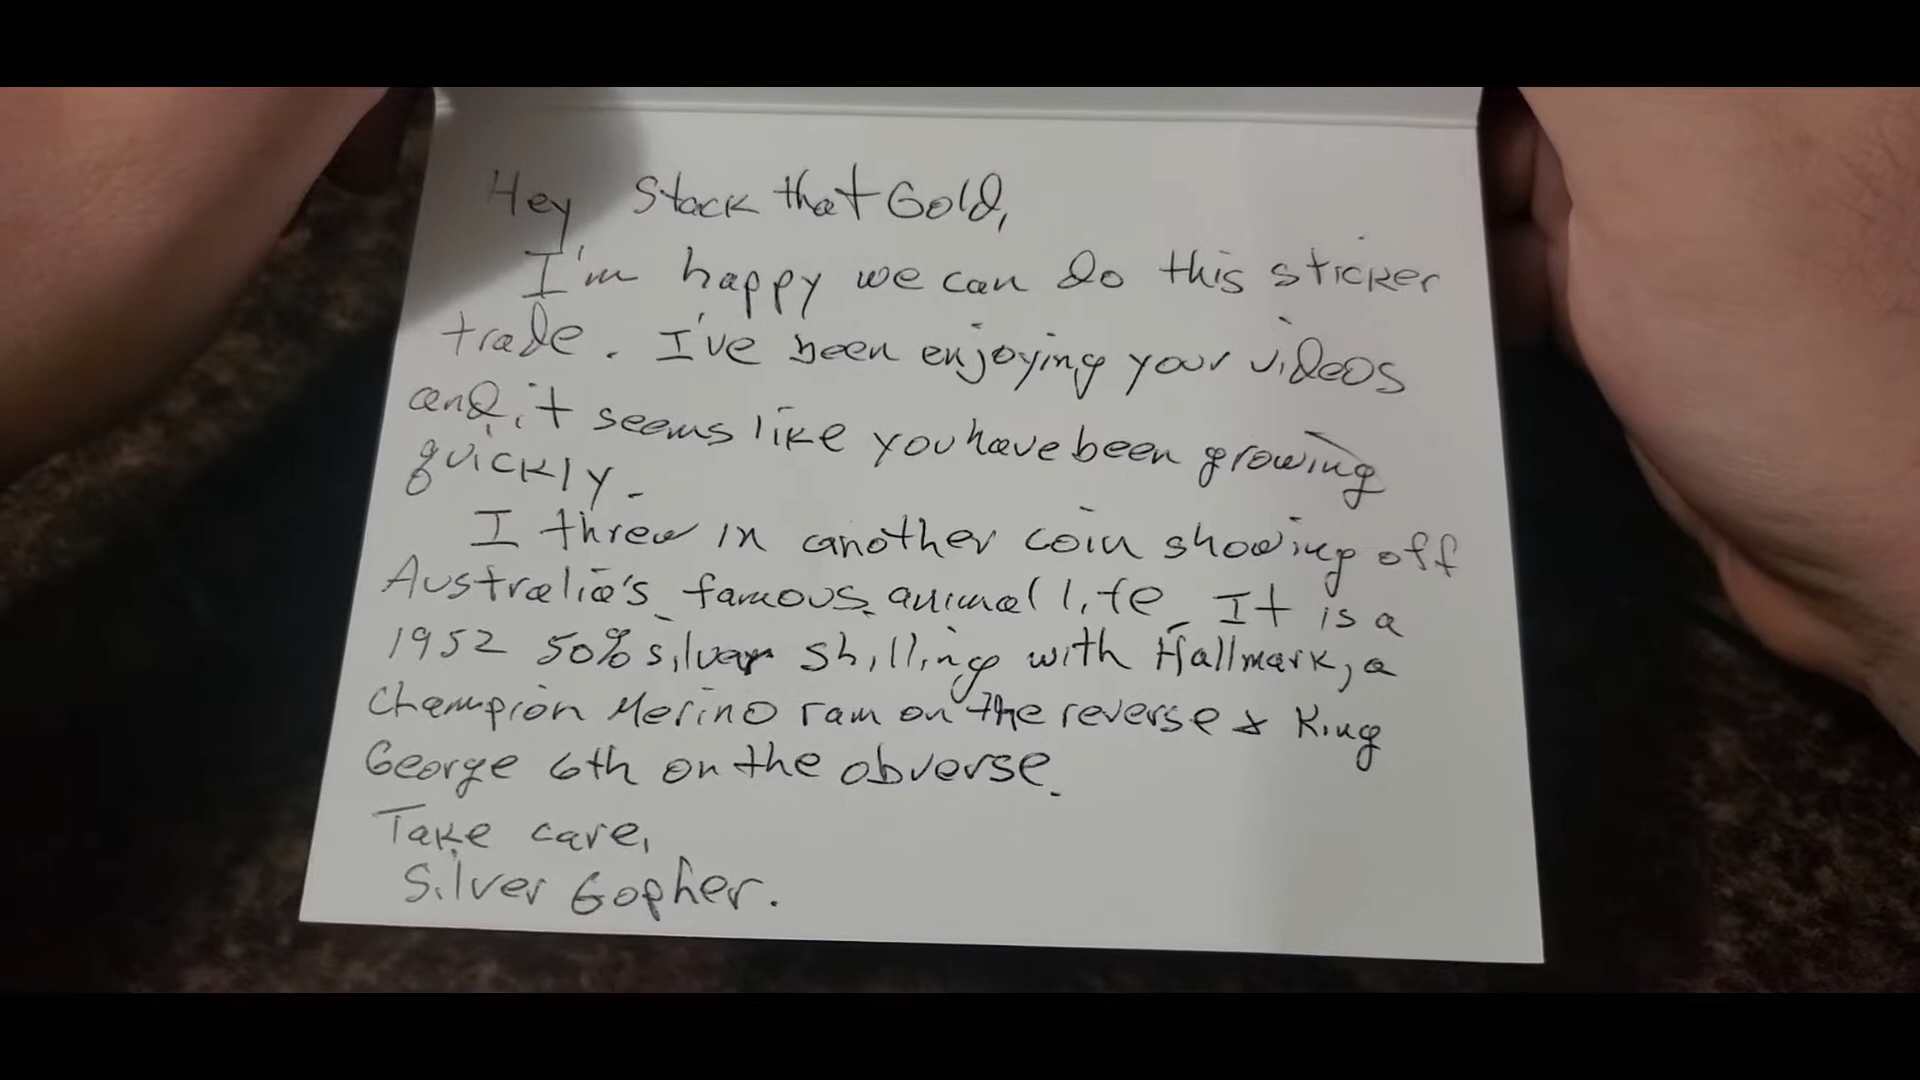 Hey Stack that Gold,
I'm happy we can do this sticker
trade. I've been enjoying your videos
and it seems like you have been growing
quickly.
I threw in another coin showing off
Australia's famous animal life. It is a
1952 50% silver shilling with Hallmark, a
Champion Merino ram on the reverse & King
George 6th on the obverse.
Take care,
Silver Gopher.